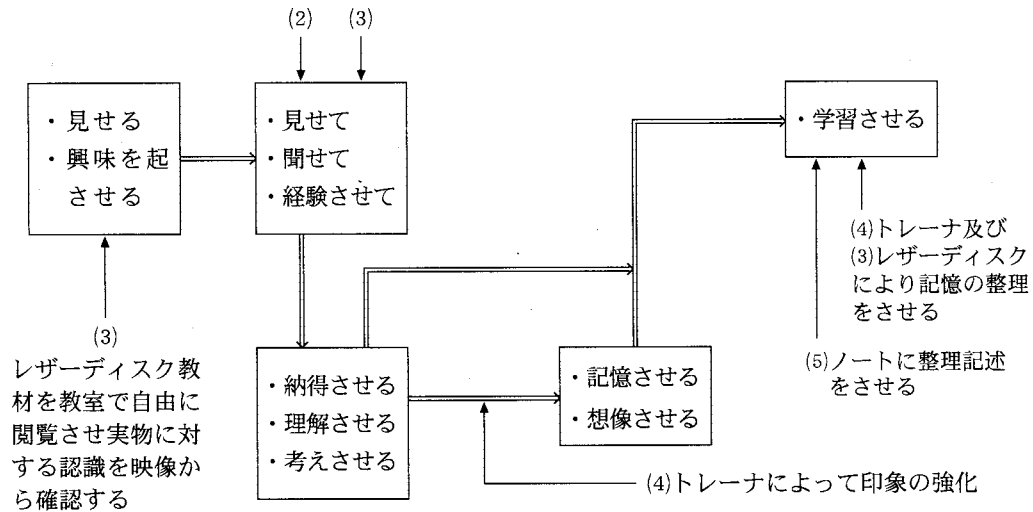 (2)
(3)
・見せる
・興味を起
させる
・見せて
・聞せて
・経験させて
・学習させる
(3)
レザーディスク教
材を教室で自由に
閲覧させ実物に対
する認識を映像か
ら確認する
・納得させる
・理解させる
・考えさせる
・記憶させる
・想像させる
(4)トレーナ及び
(3)レザーディスク
により記憶の整理
をさせる
(5)ノートに整理記述
をさせる
(4)トレーナによって印象の強化